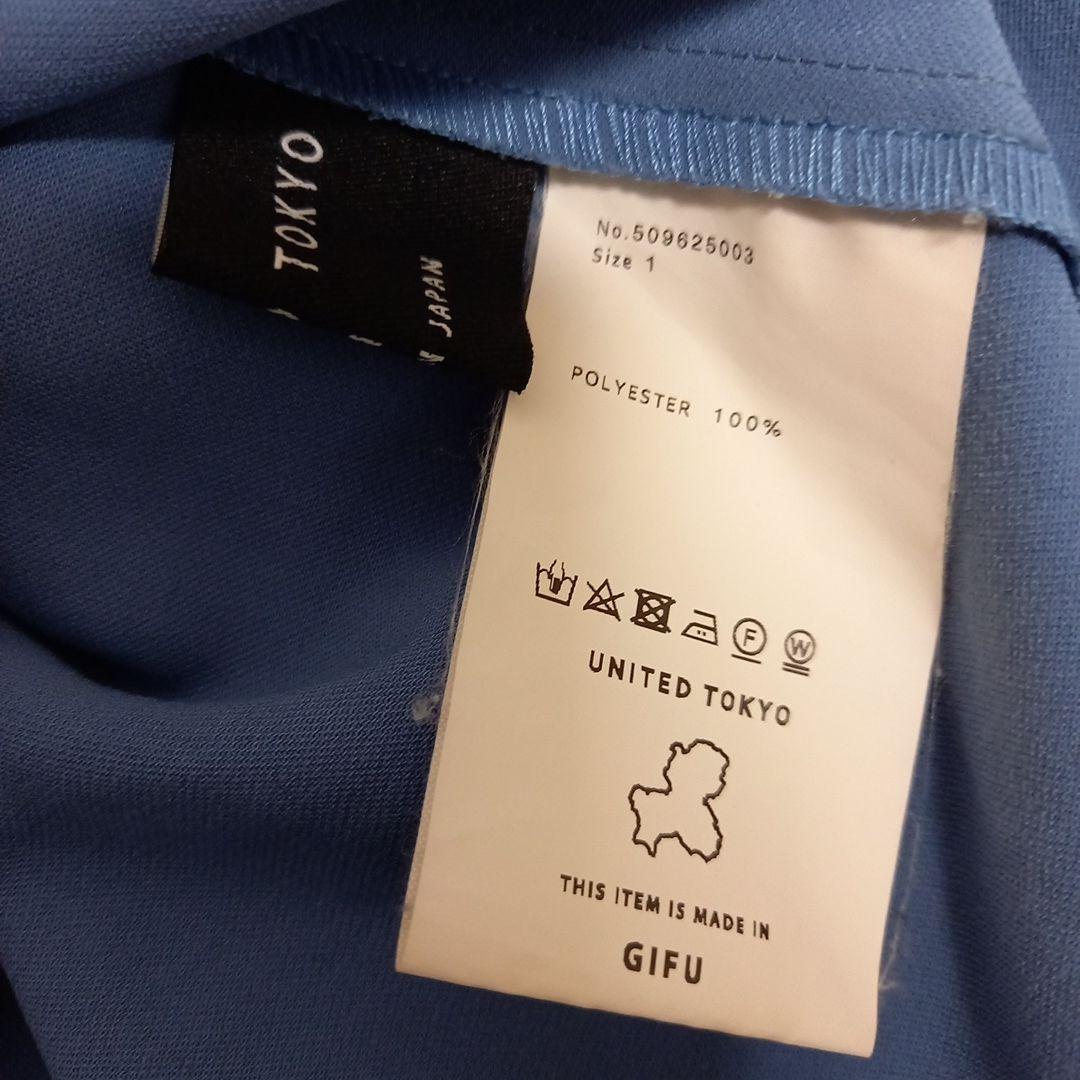 TOKYO
JAPAN
No.509625003
Size 1
POLYESTER 100%
F
W
UNITED TOKYO
THIS ITEM IS MADE IN
GIFU